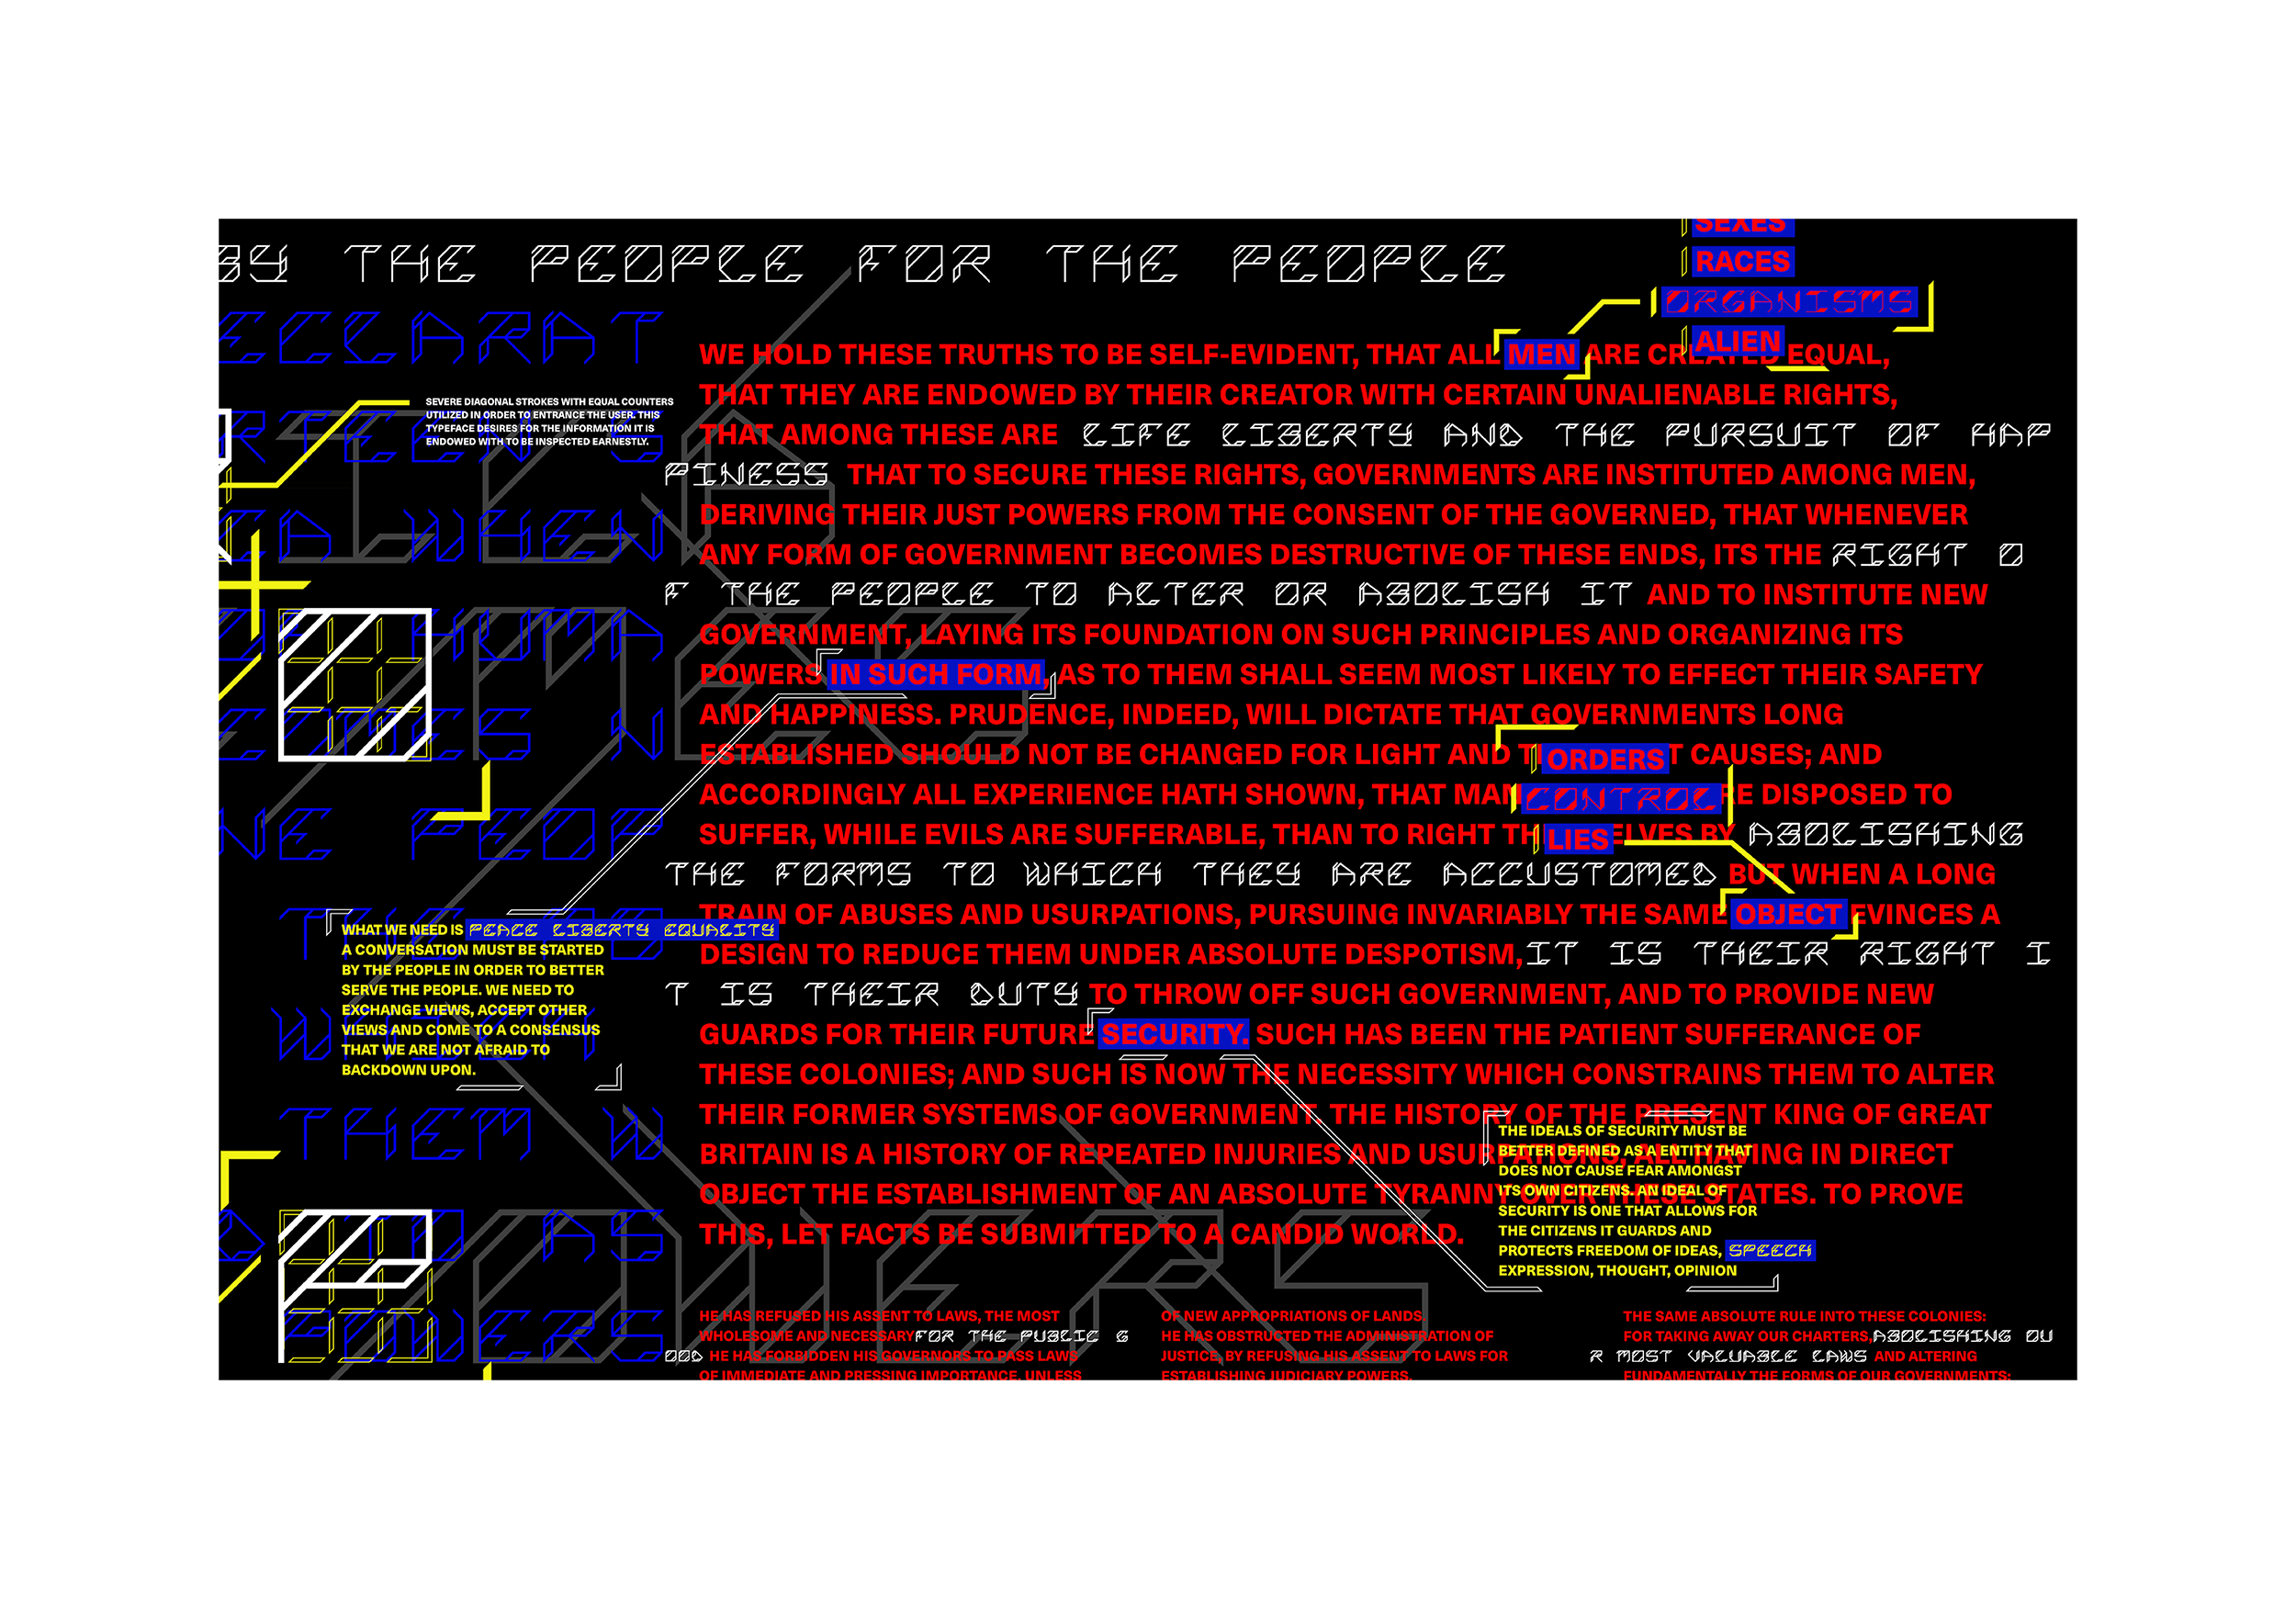 BY THE PEOPLE FOR THE PEOPLE
SEXES
RACES
ORGANISMS
ALIEN
ECLARAT
WE HOLD THESE TRUTHS TO BE SELF-EVIDENT, THAT ALL MEN ARE CREATED EQUAL,
THAT THEY ARE ENDOWED BY THEIR CREATOR WITH CERTAIN UNALIENABLE RIGHTS,
THAT AMONG THESE ARE LIFE LIBERTY AND THE PURSUIT OF HAP
PINESS THAT TO SECURE THESE RIGHTS, GOVERNMENTS ARE INSTITUTED AMONG MEN,
DERIVING THEIR JUST POWERS FROM THE CONSENT OF THE GOVERNED, THAT WHENEVER
ANY FORM OF GOVERNMENT BECOMES DESTRUCTIVE OF THESE ENDS, ITS THE RIGHT O
F THE PEOPLE TO ALTER OR ABOLISH IT AND TO INSTITUTE NEW
GOVERNMENT, LAYING ITS FOUNDATION ON SUCH PRINCIPLES AND ORGANIZING ITS
POWERS IN SUCH FORM, AS TO THEM SHALL SEEM MOST LIKELY TO EFFECT THEIR SAFETY
AND HAPPINESS. PRUDENCE, INDEED, WILL DICTATE THAT GOVERNMENTS LONG
ESTABLISHED SHOULD NOT BE CHANGED FOR LIGHT AND T CAUSES; AND
ACCORDINGLY ALL EXPERIENCE HATH SHOWN, THAT MAN RE DISPOSED TO
SUFFER, WHILE EVILS ARE SUFFERABLE, THAN TO RIGHT TH ELVES BY ABOLISHING
THE FORMS TO WHICH THEY ARE ACCUSTOMED BUT WHEN A LONG
TRAIN OF ABUSES AND USURPATIONS, PURSUING INVARIABLY THE SAME OBJECT EVINCES A
DESIGN TO REDUCE THEM UNDER ABSOLUTE DESPOTISM, IT IS THEIR RIGHT I
T IS THEIR DUTY TO THROW OFF SUCH GOVERNMENT, AND TO PROVIDE NEW
GUARDS FOR THEIR FUTURE SECURITY. SUCH HAS BEEN THE PATIENT SUFFERANCE OF
THESE COLONIES; AND SUCH IS NOW THE NECESSITY WHICH CONSTRAINS THEM TO ALTER
THEIR FORMER SYSTEMS OF GOVERNMENT. THE HISTORY OF THE PRESENT KING OF GREAT
BRITAIN IS A HISTORY OF REPEATED INJURIES AND USURPATIONS, ALL HAVING IN DIRECT
OBJECT THE ESTABLISHMENT OF AN ABSOLUTE TYRANNY OVER THESE STATES. TO PROVE
THIS, LET FACTS BE SUBMITTED TO A CANDID WORLD.
ORDERS
CONTROL
LIES
SEVERE DIAGONAL STROKES WITH EQUAL COUNTERS
UTILIZED IN ORDER TO ENTRANCE THE USER. THIS
TYPEFACE DESIRES FOR THE INFORMATION IT IS
ENDOWED WITH TO BE INSPECTED EARNESTLY.
WHEN
HUMA
NE PEOP
WHAT WE NEED IS PEACE LIBERTY EQUALITY
A CONVERSATION MUST BE STARTED
BY THE PEOPLE IN ORDER TO BETTER
SERVE THE PEOPLE. WE NEED TO
EXCHANGE VIEWS, ACCEPT OTHER
VIEWS AND COME TO A CONSENSUS
THAT WE ARE NOT AFRAID TO
BACKDOWN UPON.
WHICH
THEM W
AS
POWERS
POWERS
THE IDEALS OF SECURITY MUST BE
BETTER DEFINED AS A ENTITY THAT
DOES NOT CAUSE FEAR AMONGST
ITS OWN CITIZENS. AN IDEAL OF
SECURITY IS ONE THAT ALLOWS FOR
THE CITIZENS IT GUARDS AND
PROTECTS FREEDOM OF IDEAS, SPEECH
EXPRESSION, THOUGHT, OPINION
HE HAS REFUSED HIS ASSENT TO LAWS, THE MOST
WHOLESOME AND NECESSARY FOR THE PUBLIC G
OOD HE HAS FORBIDDEN HIS GOVERNORS TO PASS LAWS
OF IMMEDIATE AND PRESSING IMPORTANCE, UNLESS
OF NEW APPROPRIATIONS OF LANDS.
HE HAS OBSTRUCTED THE ADMINISTRATION OF
JUSTICE, BY REFUSING HIS ASSENT TO LAWS FOR
ESTABLISHING JUDICIARY POWERS.
THE SAME ABSOLUTE RULE INTO THESE COLONIES:
FOR TAKING AWAY OUR CHARTERS, ABOLISHING OU
R MOST VALUABLE LAWS AND ALTERING
FUNDAMENTALLY THE FORMS OF OUR GOVERNMENTS: